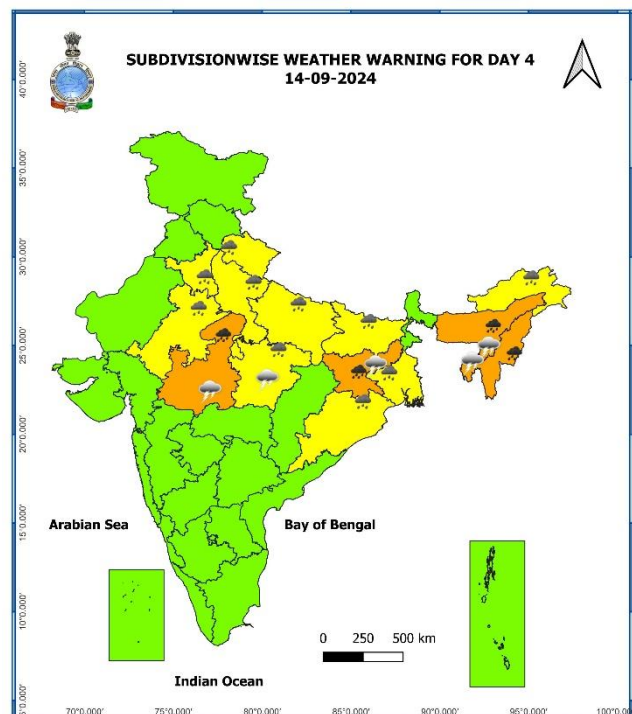 SUBDIVISIONWISE WEATHER WARNING FOR DAY 4
14-09-2024
40°0.000'
35°0.000'
30°0.000'
25°0.000'
20°0.000'
15°0.000'
10°0.000'
5°0.000'
Arabian Sea
Bay of Bengal
0 250 500 km
Indian Ocean
70°0.000' 75°0.000' 80°0.000' 85°0.000' 90°0.000' 95°0.000' 100°0.0